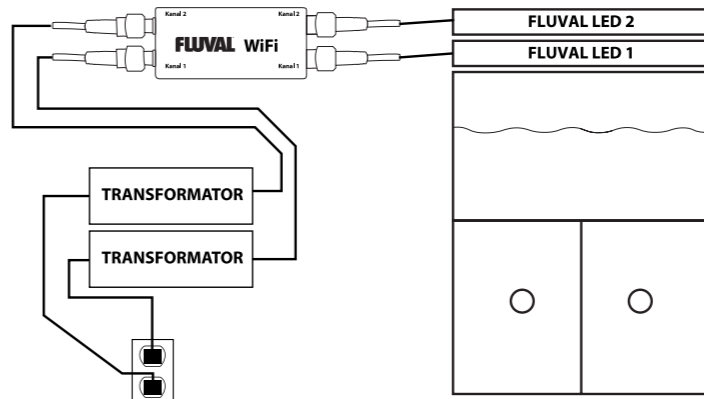 Kanal 2 Kanal 2
FLUVAL WiFi
Kanal 1 Kanal 1
FLUVAL LED 2
FLUVAL LED 1
TRANSFORMATOR
TRANSFORMATOR